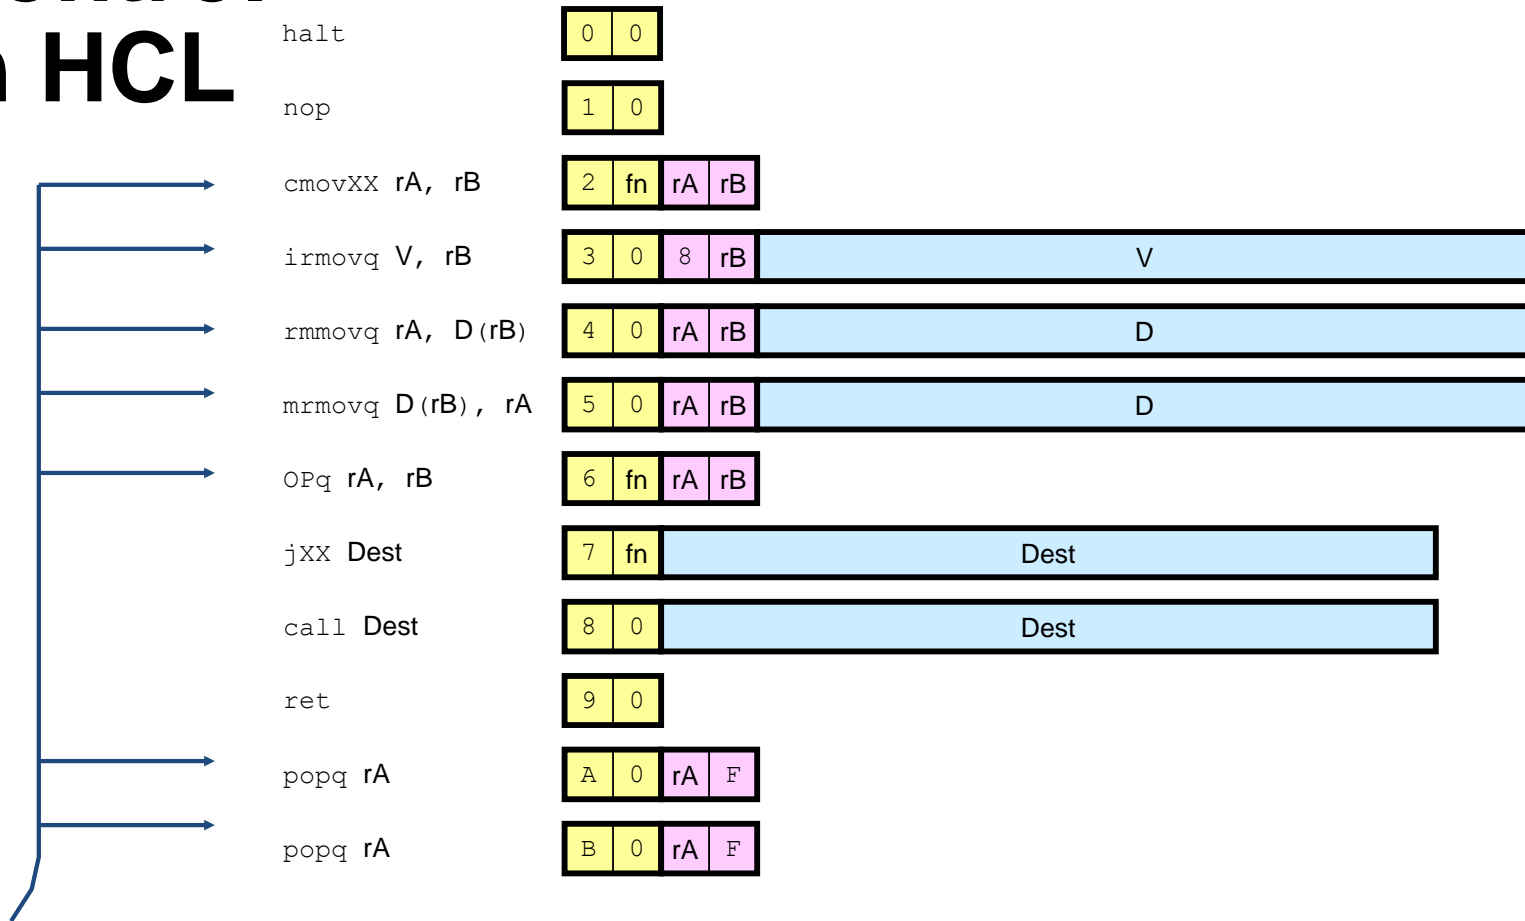 n HCL
halt 0 0
nop 1 0
cmovXX rA, rB 2 fn rA rB
irmovq V, rB 3 0 8 rB V
rmmovq rA, D(rB) 4 0 rA rB D
mrmovq D(rB), rA 5 0 rA rB D
OPq rA, rB 6 fn rA rB
jXX Dest 7 fn Dest
call Dest 8 0 Dest
ret 9 0
popq rA A 0 rA F
popq rA B 0 rA F